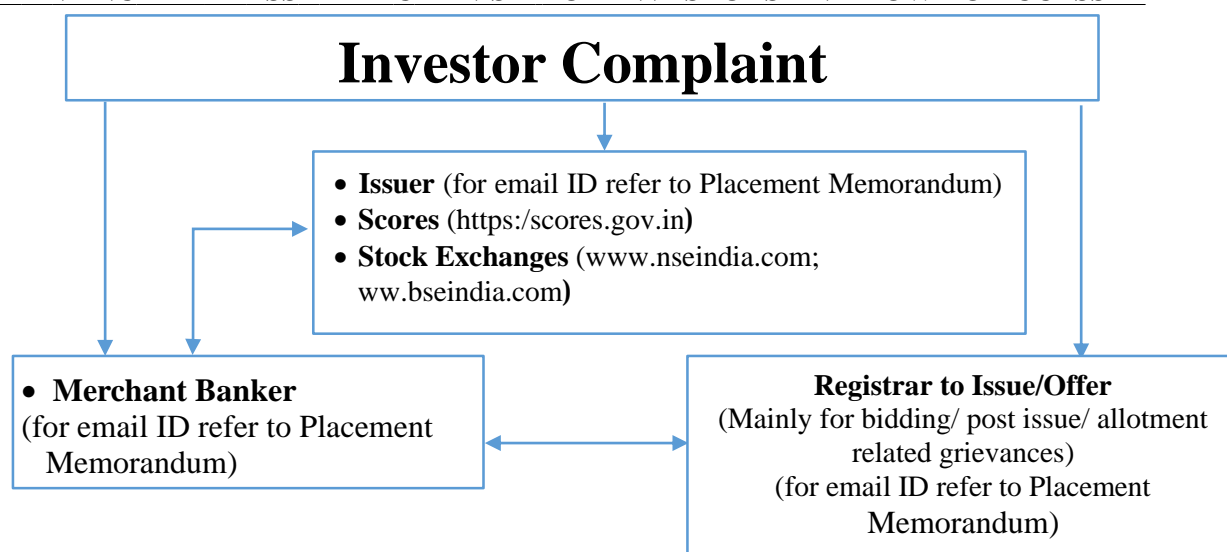 Investor Complaint
• Issuer (for email ID refer to Placement Memorandum)
• Scores (https:/scores.gov.in)
• Stock Exchanges (www.nseindia.com;
ww.bseindia.com)
• Merchant Banker
(for email ID refer to Placement
Memorandum)
Registrar to Issue/Offer
(Mainly for bidding/ post issue/ allotment
related grievances)
(for email ID refer to Placement
Memorandum)